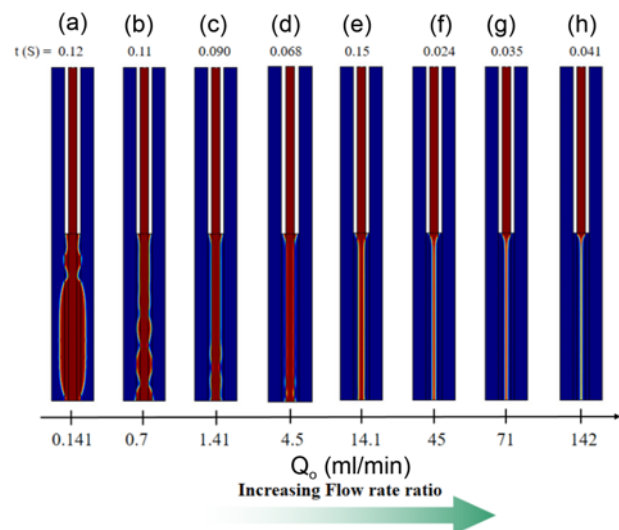 (a) (b) (c) (d) (e) (f) (g) (h)
t (S) = 0.12 0.11 0.090 0.068 0.15 0.024 0.035 0.041
0.141 0.7 1.41 4.5 14.1 45 71 142
Qₒ (ml/min)
Increasing Flow rate ratio